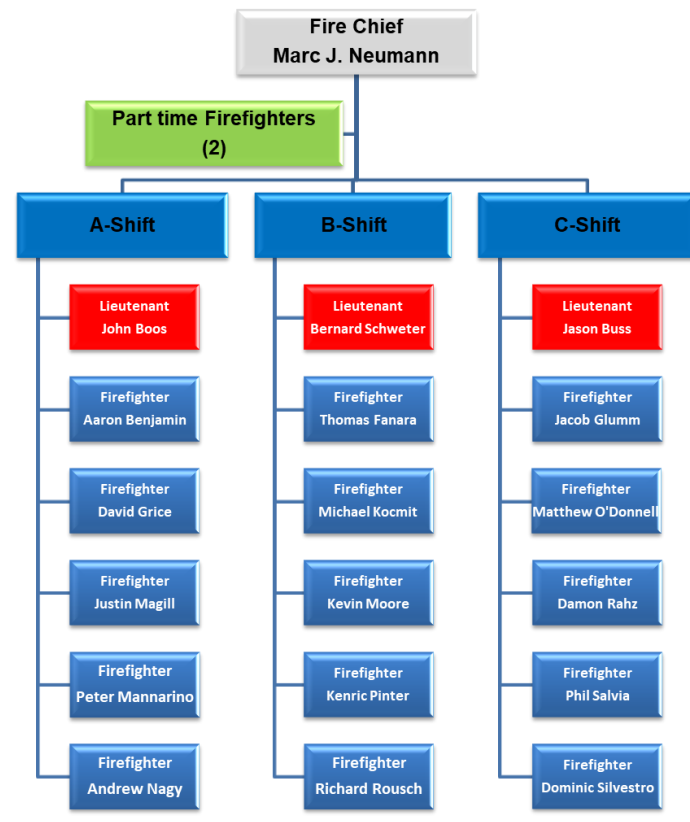 Fire Chief
Marc J. Neumann
Part time Firefighters
(2)
A-Shift
Lieutenant
John Boos
Firefighter
Aaron Benjamin
Firefighter
David Grice
Firefighter
Justin Magill
Firefighter
Peter Mannarino
Firefighter
Andrew Nagy
B-Shift
Lieutenant
Bernard Schweter
Firefighter
Thomas Fanara
Firefighter
Michael Kocmit
Firefighter
Kevin Moore
Firefighter
Kenric Pinter
Firefighter
Richard Rousch
C-Shift
Lieutenant
Jason Buss
Firefighter
Jacob Glumm
Firefighter
Matthew O'Donnell
Firefighter
Damon Rahz
Firefighter
Phil Salvia
Firefighter
Dominic Silvestro